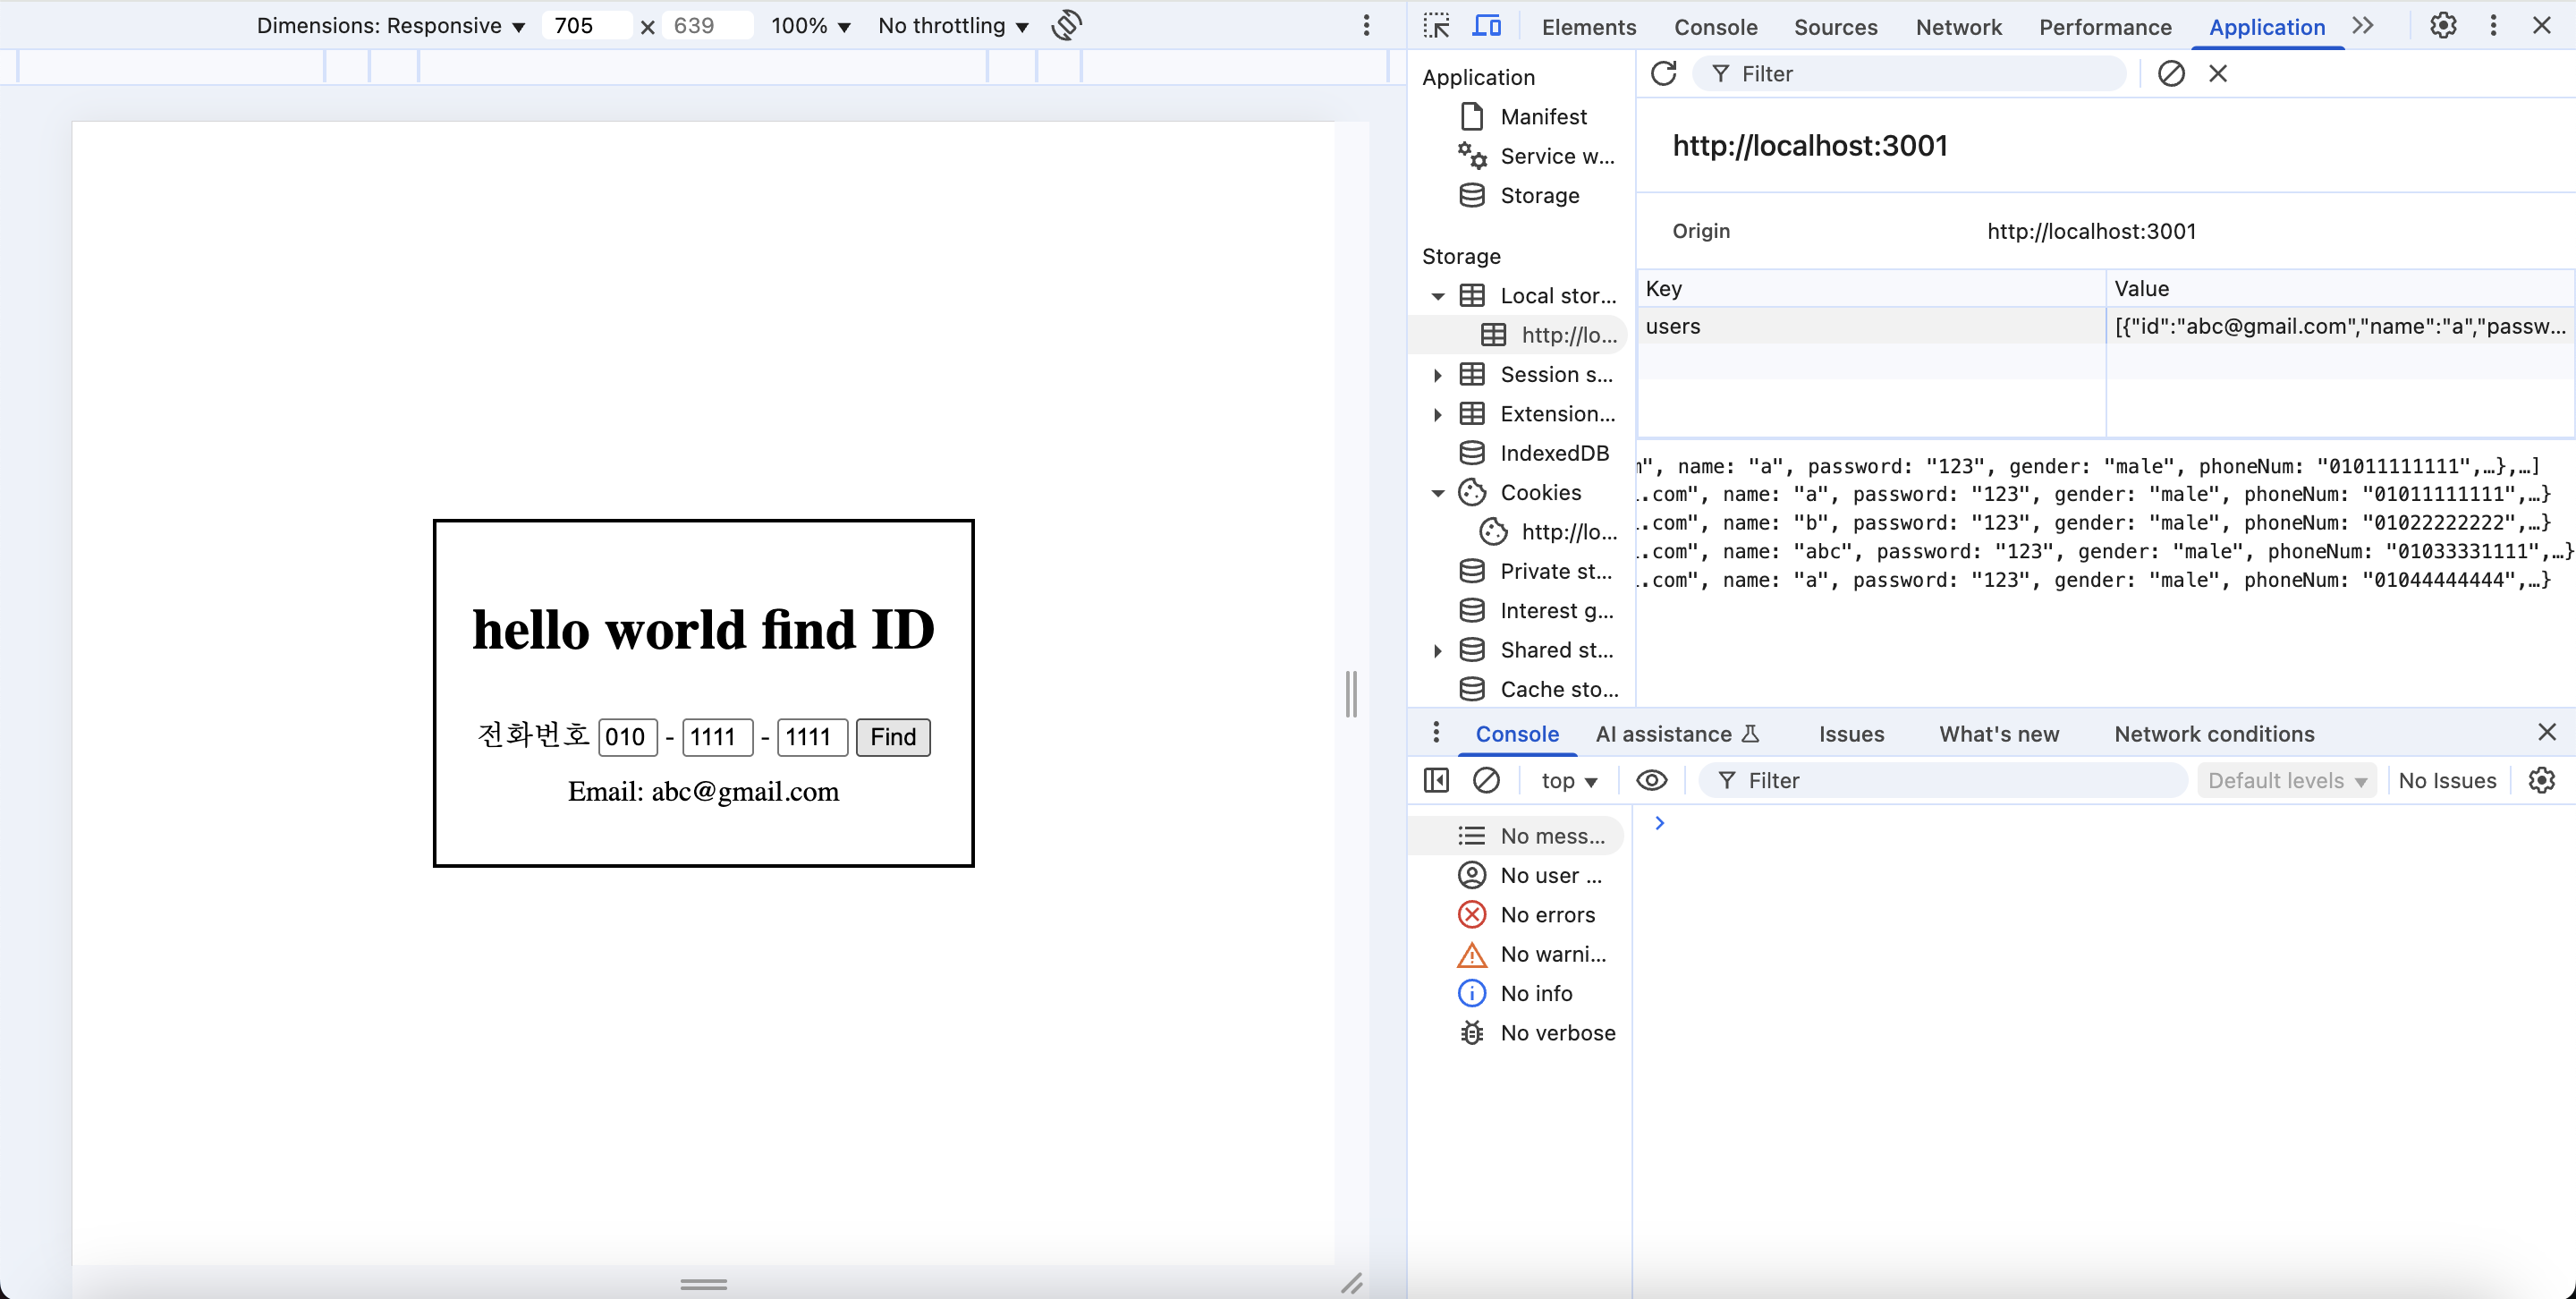 Dimensions: Responsive ▼ 705 × 639 100% ▼ No throttling ▼
hello world find ID
전화번호 010 - 1111 - 1111 Find
Email: abc@gmail.com
Elements Console Sources Network Performance Application
Application
Manifest
Service w...
Storage
Storage
Local stor...
http://lo...
Session s...
Extension...
IndexedDB
Cookies
http://lo...
Private st...
Interest g...
Shared st...
Cache sto...
Filter
http://localhost:3001
Origin http://localhost:3001
Key Value
users [{"id":"abc@gmail.com","name":"a","passw...
", name: "a", password: "123", gender: "male", phoneNum: "01011111111",…},…]
.com", name: "a", password: "123", gender: "male", phoneNum: "01011111111",…}
.com", name: "b", password: "123", gender: "male", phoneNum: "01022222222",…}
.com", name: "abc", password: "123", gender: "male", phoneNum: "01033331111",…}
.com", name: "a", password: "123", gender: "male", phoneNum: "01044444444",…}
Console AI assistance Issues What's new Network conditions
top ▼ Filter Default levels ▼ No Issues
No mess...
No user ...
No errors
No warni...
No info
No verbose